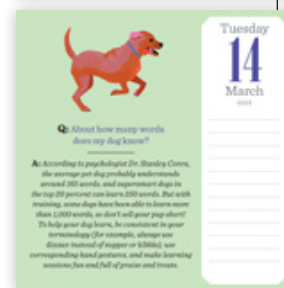 Q: About how many words
does my dog know?
A: According to psychologist Dr. Stanley Coren,
the average pet dog probably understands
around 165 words, and supersmart dogs in
the top 20 percent can learn 250 words. But with
training, some dogs have been able to learn more
than 1,000 words, so don't sell your pup short!
To help your dog learn, be consistent in your
terminology (for example, always use
dinner instead of supper or kibble), use
corresponding hand gestures, and make learning
sessions fun and full of praise and treats.
Tuesday
14
March